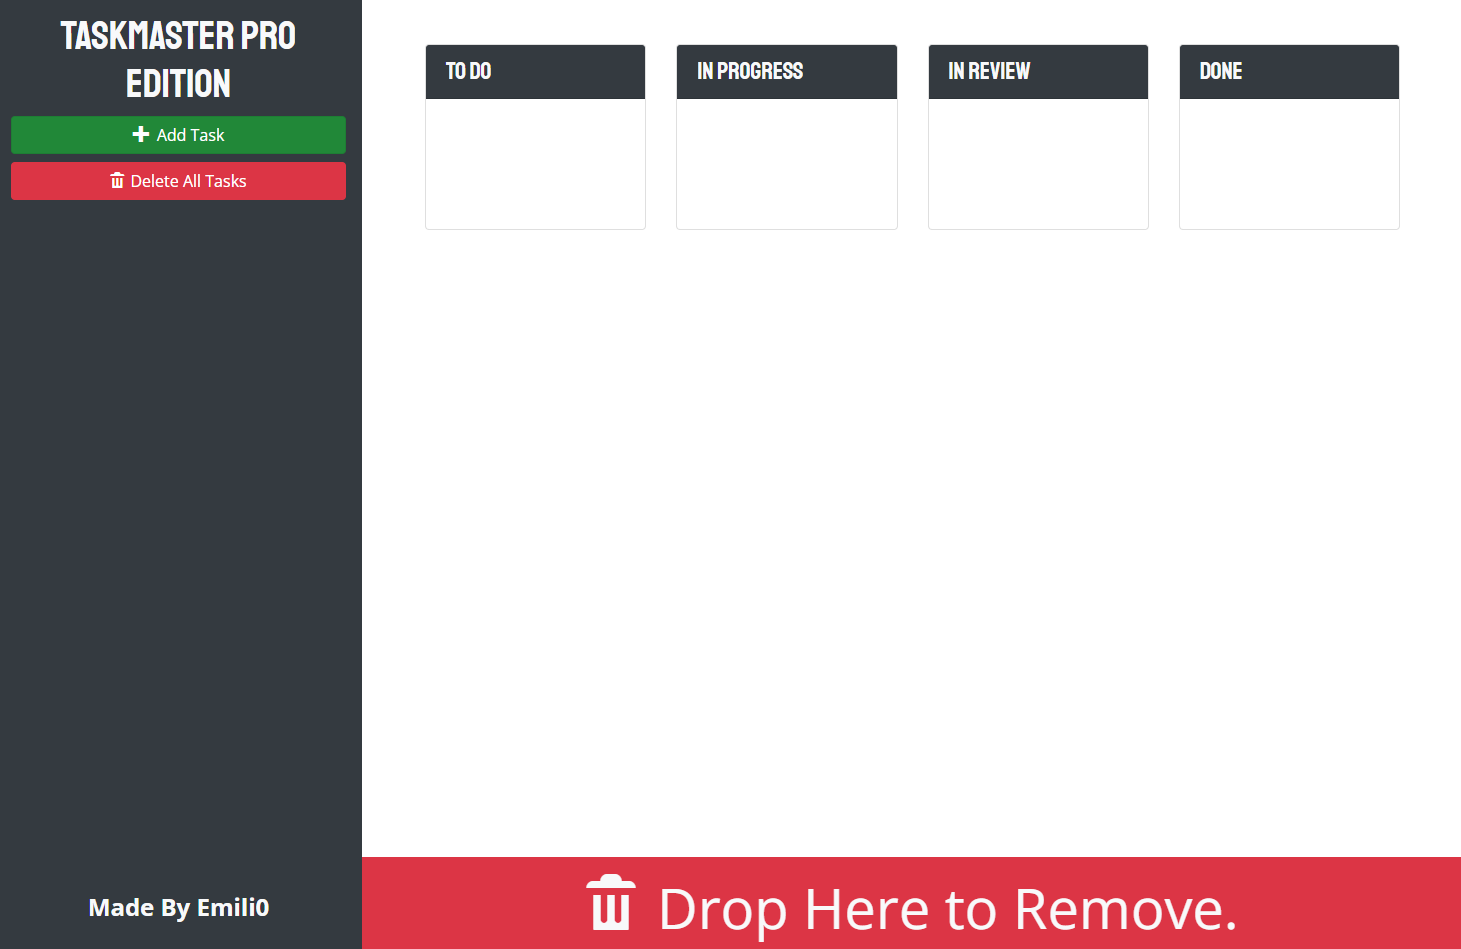 TASKMASTER PRO
EDITION
Add Task
Delete All Tasks
TO DO
IN PROGRESS
IN REVIEW
DONE
Made By Emili0
Drop Here to Remove.